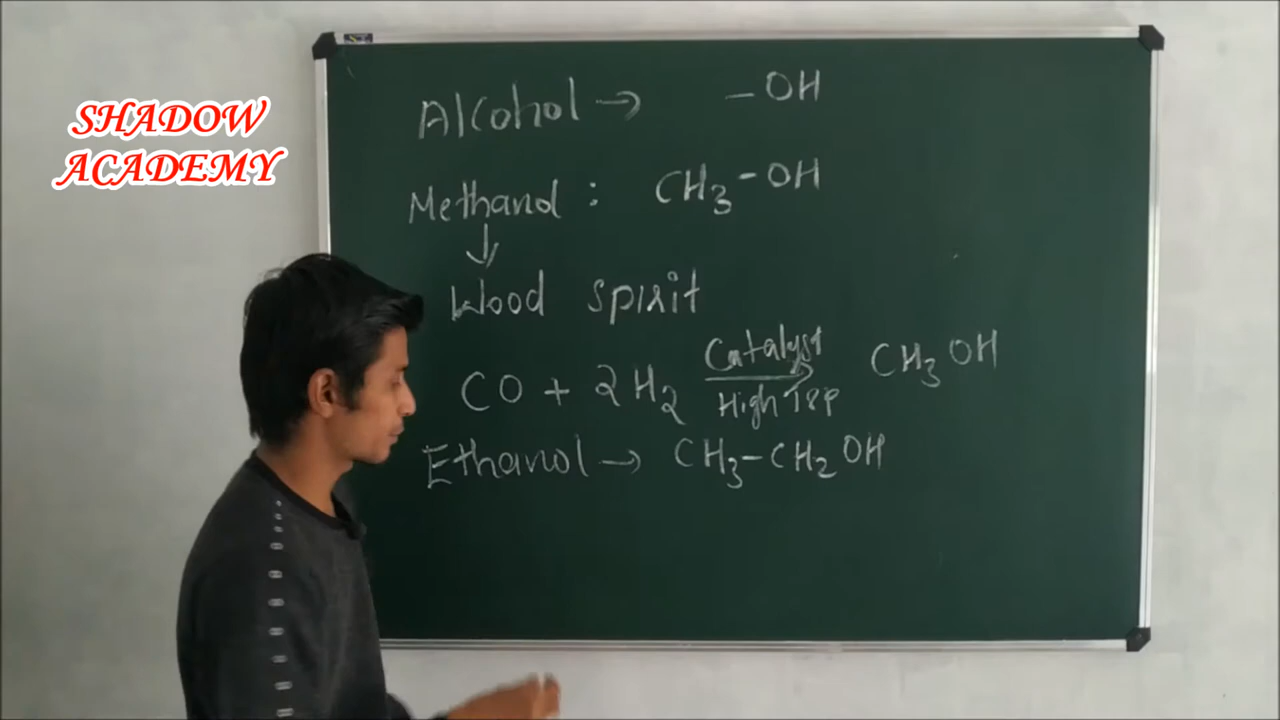 SHADOW
ACADEMY
Alcohol → -OH
Methanol : CH3-OH
↓
Wood spirit
Catalyst
CO + 2H2 → CH3OH
High T&P
Ethanol → CH3-CH2OH